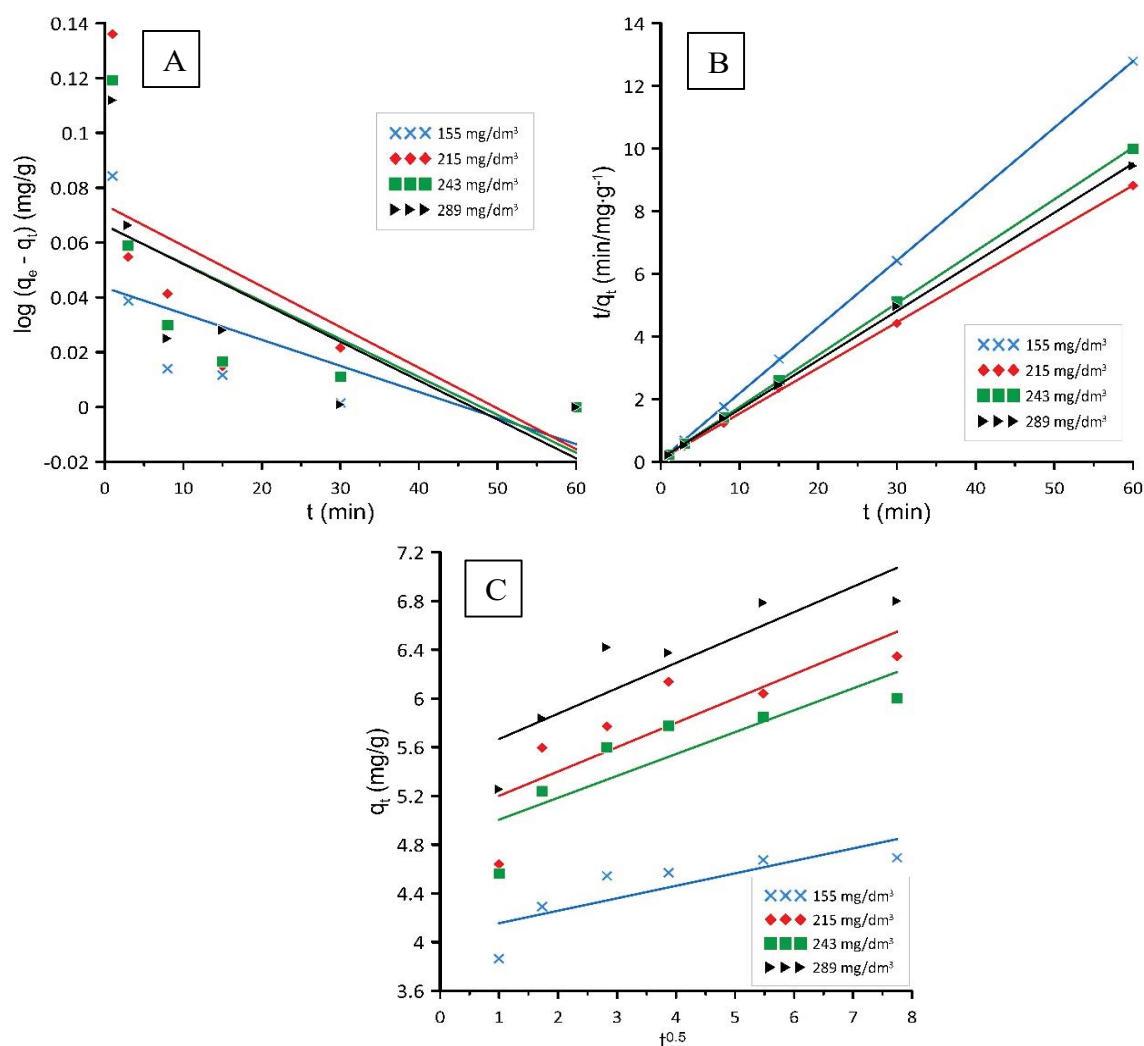 A
log (qₑ - qₜ) (mg/g)
0.14
0.12
0.1
0.08
0.06
0.04
0.02
0
-0.02
××× 155 mg/dm³
♦♦♦ 215 mg/dm³
■■■ 243 mg/dm³
►►► 289 mg/dm³
0 10 20 30 40 50 60
t (min)
B
t/qₜ (min/mg·g⁻¹)
14
12
10
8
6
4
2
0
××× 155 mg/dm³
♦♦♦ 215 mg/dm³
■■■ 243 mg/dm³
►►► 289 mg/dm³
0 10 20 30 40 50 60
t (min)
C
qₜ (mg/g)
7.2
6.8
6.4
6
5.6
5.2
4.8
4.4
4
3.6
××× 155 mg/dm³
♦♦♦ 215 mg/dm³
■■■ 243 mg/dm³
►►► 289 mg/dm³
0 1 2 3 4 5 6 7 8
t⁰·⁵